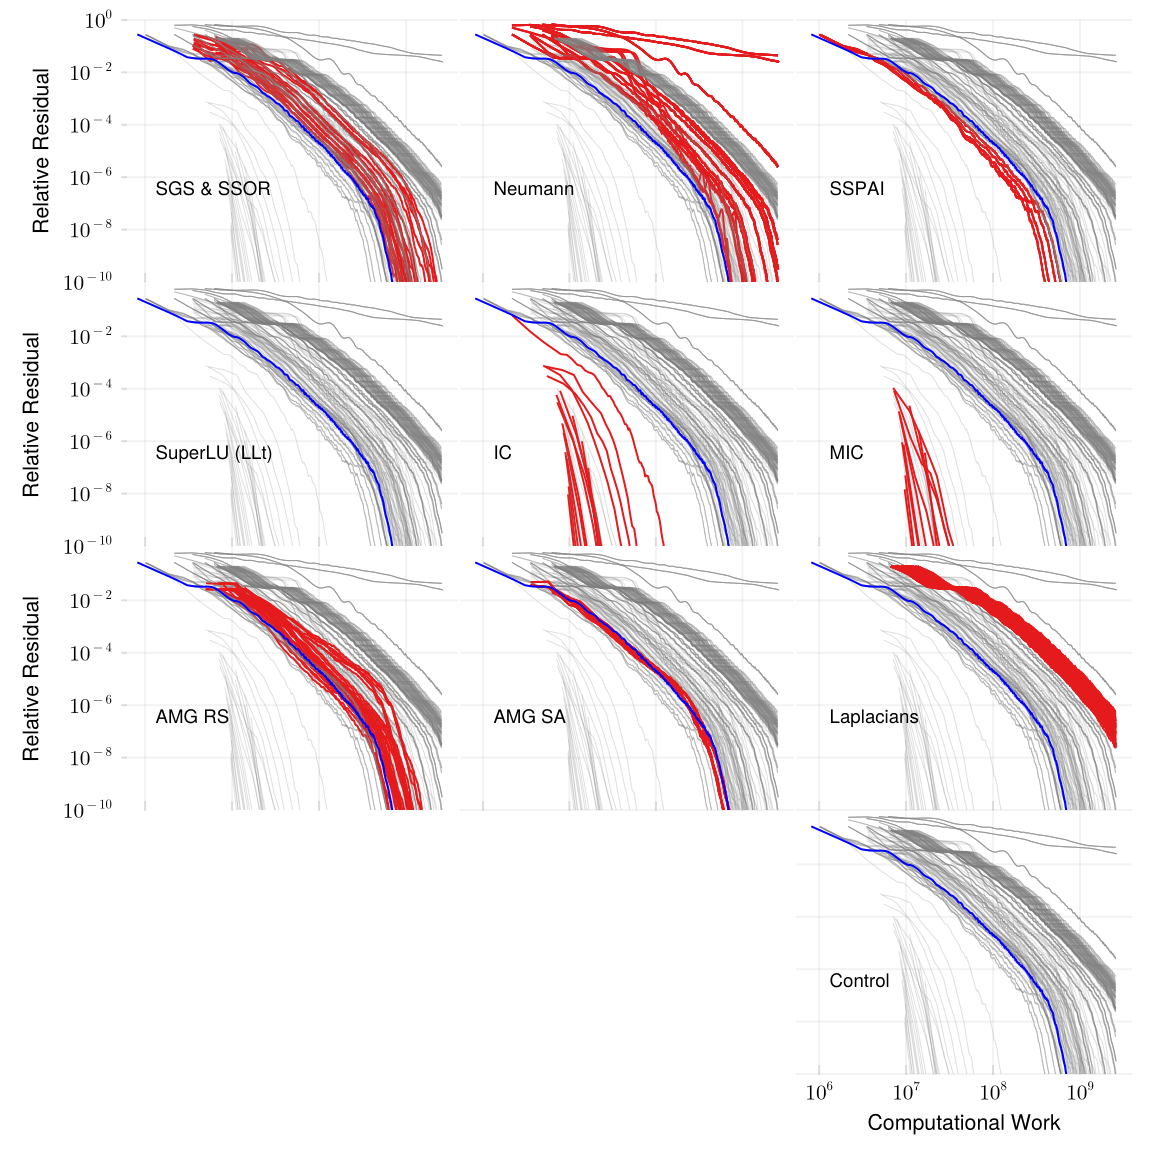 Relative Residual
10^0
10^−2
10^−4
10^−6
10^−8
10^−10
SGS & SSOR
Neumann
SSPAI
Relative Residual
10^−2
10^−4
10^−6
10^−8
10^−10
SuperLU (LLt)
IC
MIC
Relative Residual
10^−2
10^−4
10^−6
10^−8
10^−10
AMG RS
AMG SA
Laplacians
Control
10^6 10^7 10^8 10^9
Computational Work